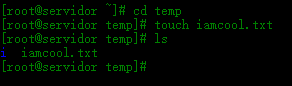 [root@servidor root]# cd temp
[root@servidor temp]# touch iamcool.txt
[root@servidor temp]# ls
i  iamcool.txt
[root@servidor temp]#